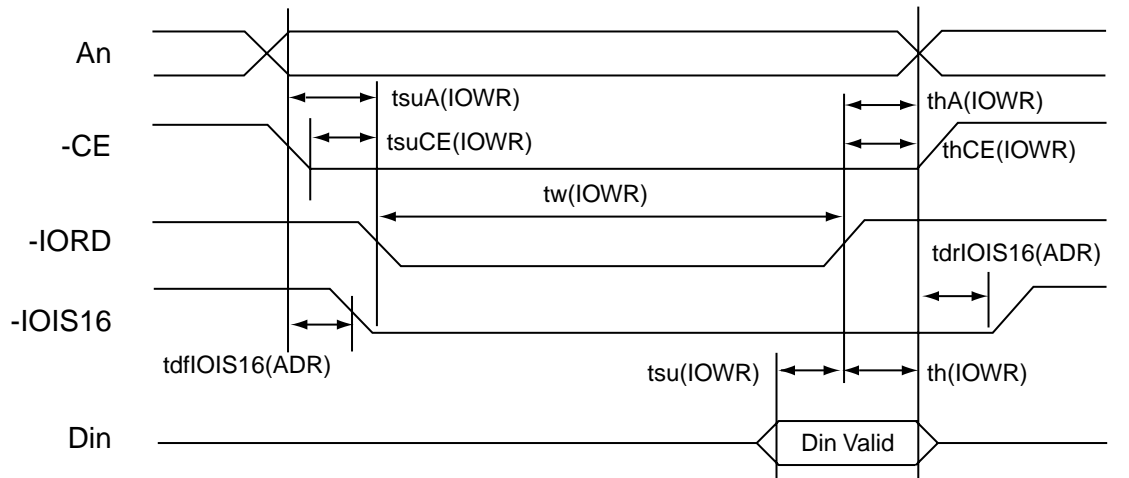 An
tsuA(IOWR)
thA(IOWR)
-CE
tsuCE(IOWR)
thCE(IOWR)
tw(IOWR)
-IORD
tdrIOIS16(ADR)
-IOIS16
tdfIOIS16(ADR)
tsu(IOWR)
th(IOWR)
Din
Din Valid